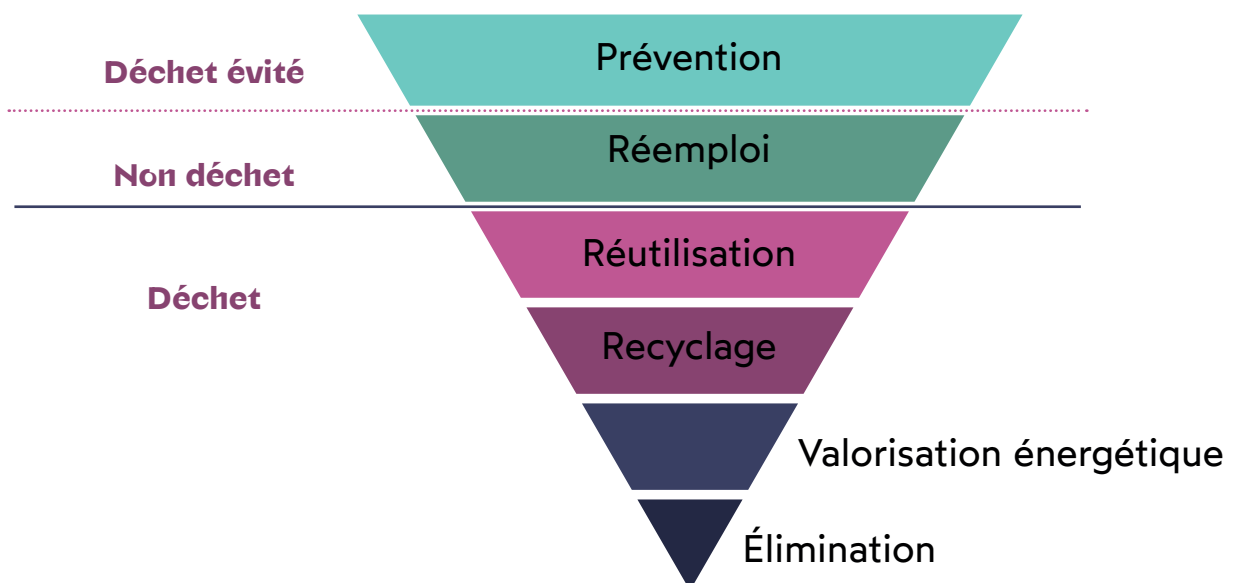 Prévention
Déchet évité
Réemploi
Non déchet
Réutilisation
Déchet
Recyclage
Valorisation énergétique
Élimination